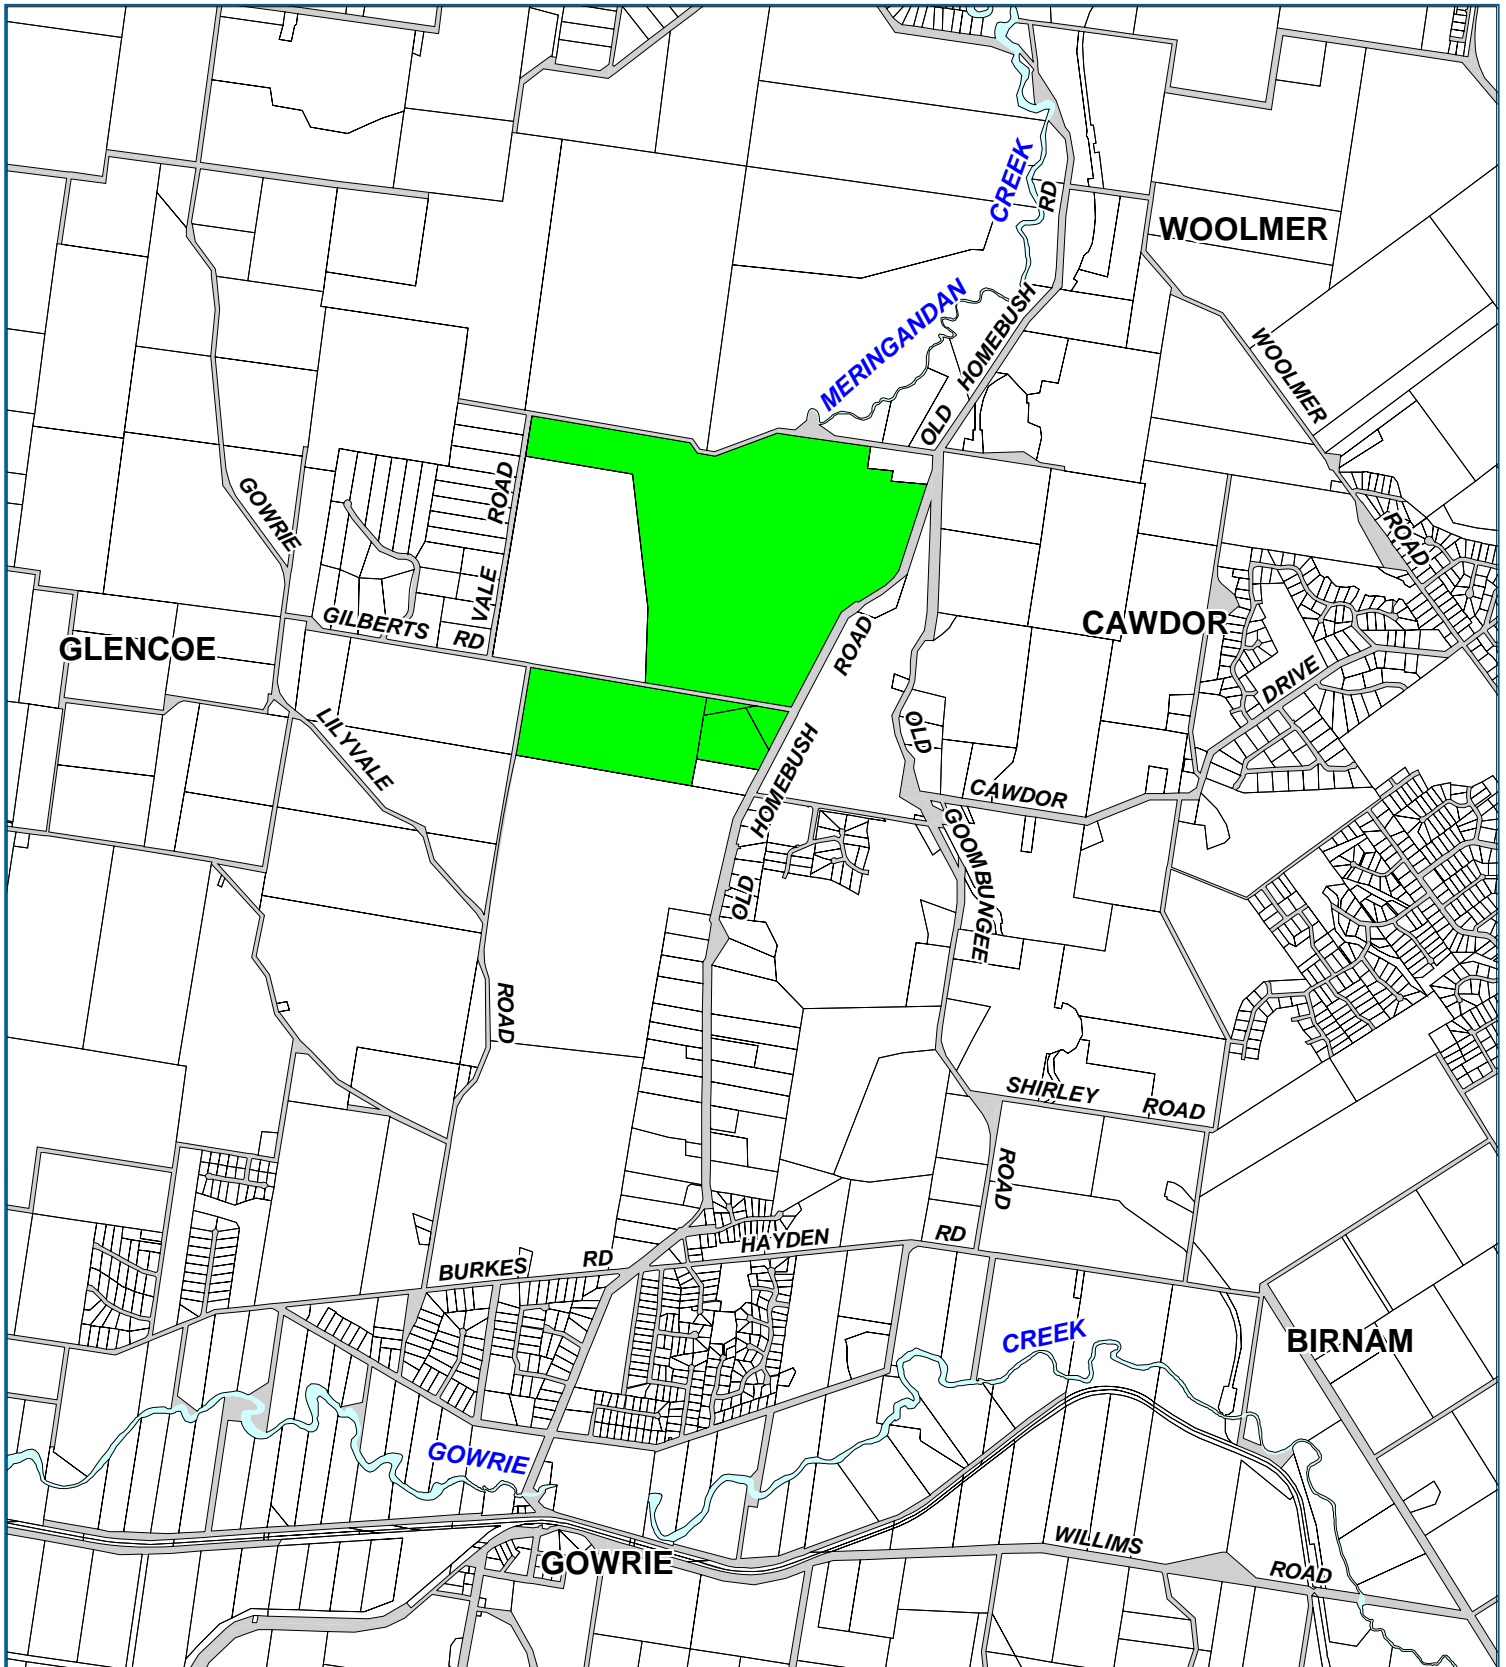 CREEK
RD
WOOLMER
MERINGANDAN
HOMEBUSH
OLD
WOOLMER
ROAD
GOWRIE
ROAD
VALE
GILBERTS
RD
GLENCOE
CAWDOR
ROAD
DRIVE
LILYVALE
OLD
HOMEBUSH
CAWDOR
GOOMBUNGEE
OLD
ROAD
SHIRLEY
ROAD
ROAD
HAYDEN
RD
BURKES
RD
CREEK
BIRNAM
GOWRIE
GOWRIE
WILLIMS
ROAD